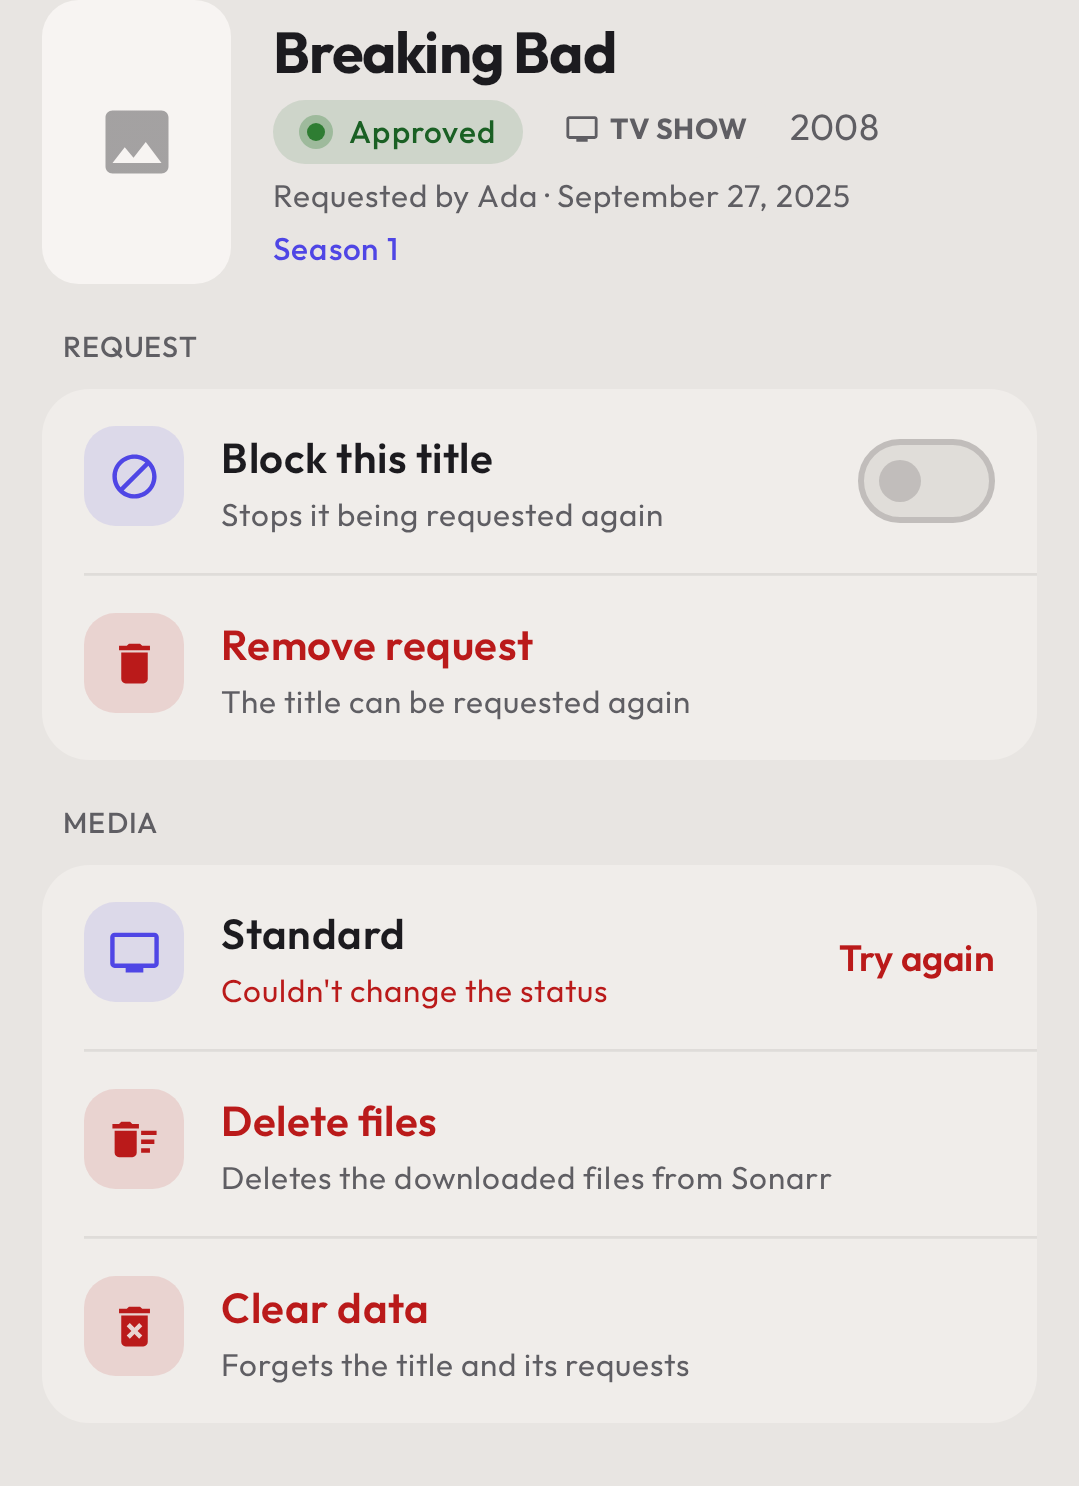 Breaking Bad
Approved TV SHOW 2008
Requested by Ada · September 27, 2025
Season 1
REQUEST
Block this title
Stops it being requested again
Remove request
The title can be requested again
MEDIA
Standard
Couldn't change the status
Try again
Delete files
Deletes the downloaded files from Sonarr
Clear data
Forgets the title and its requests